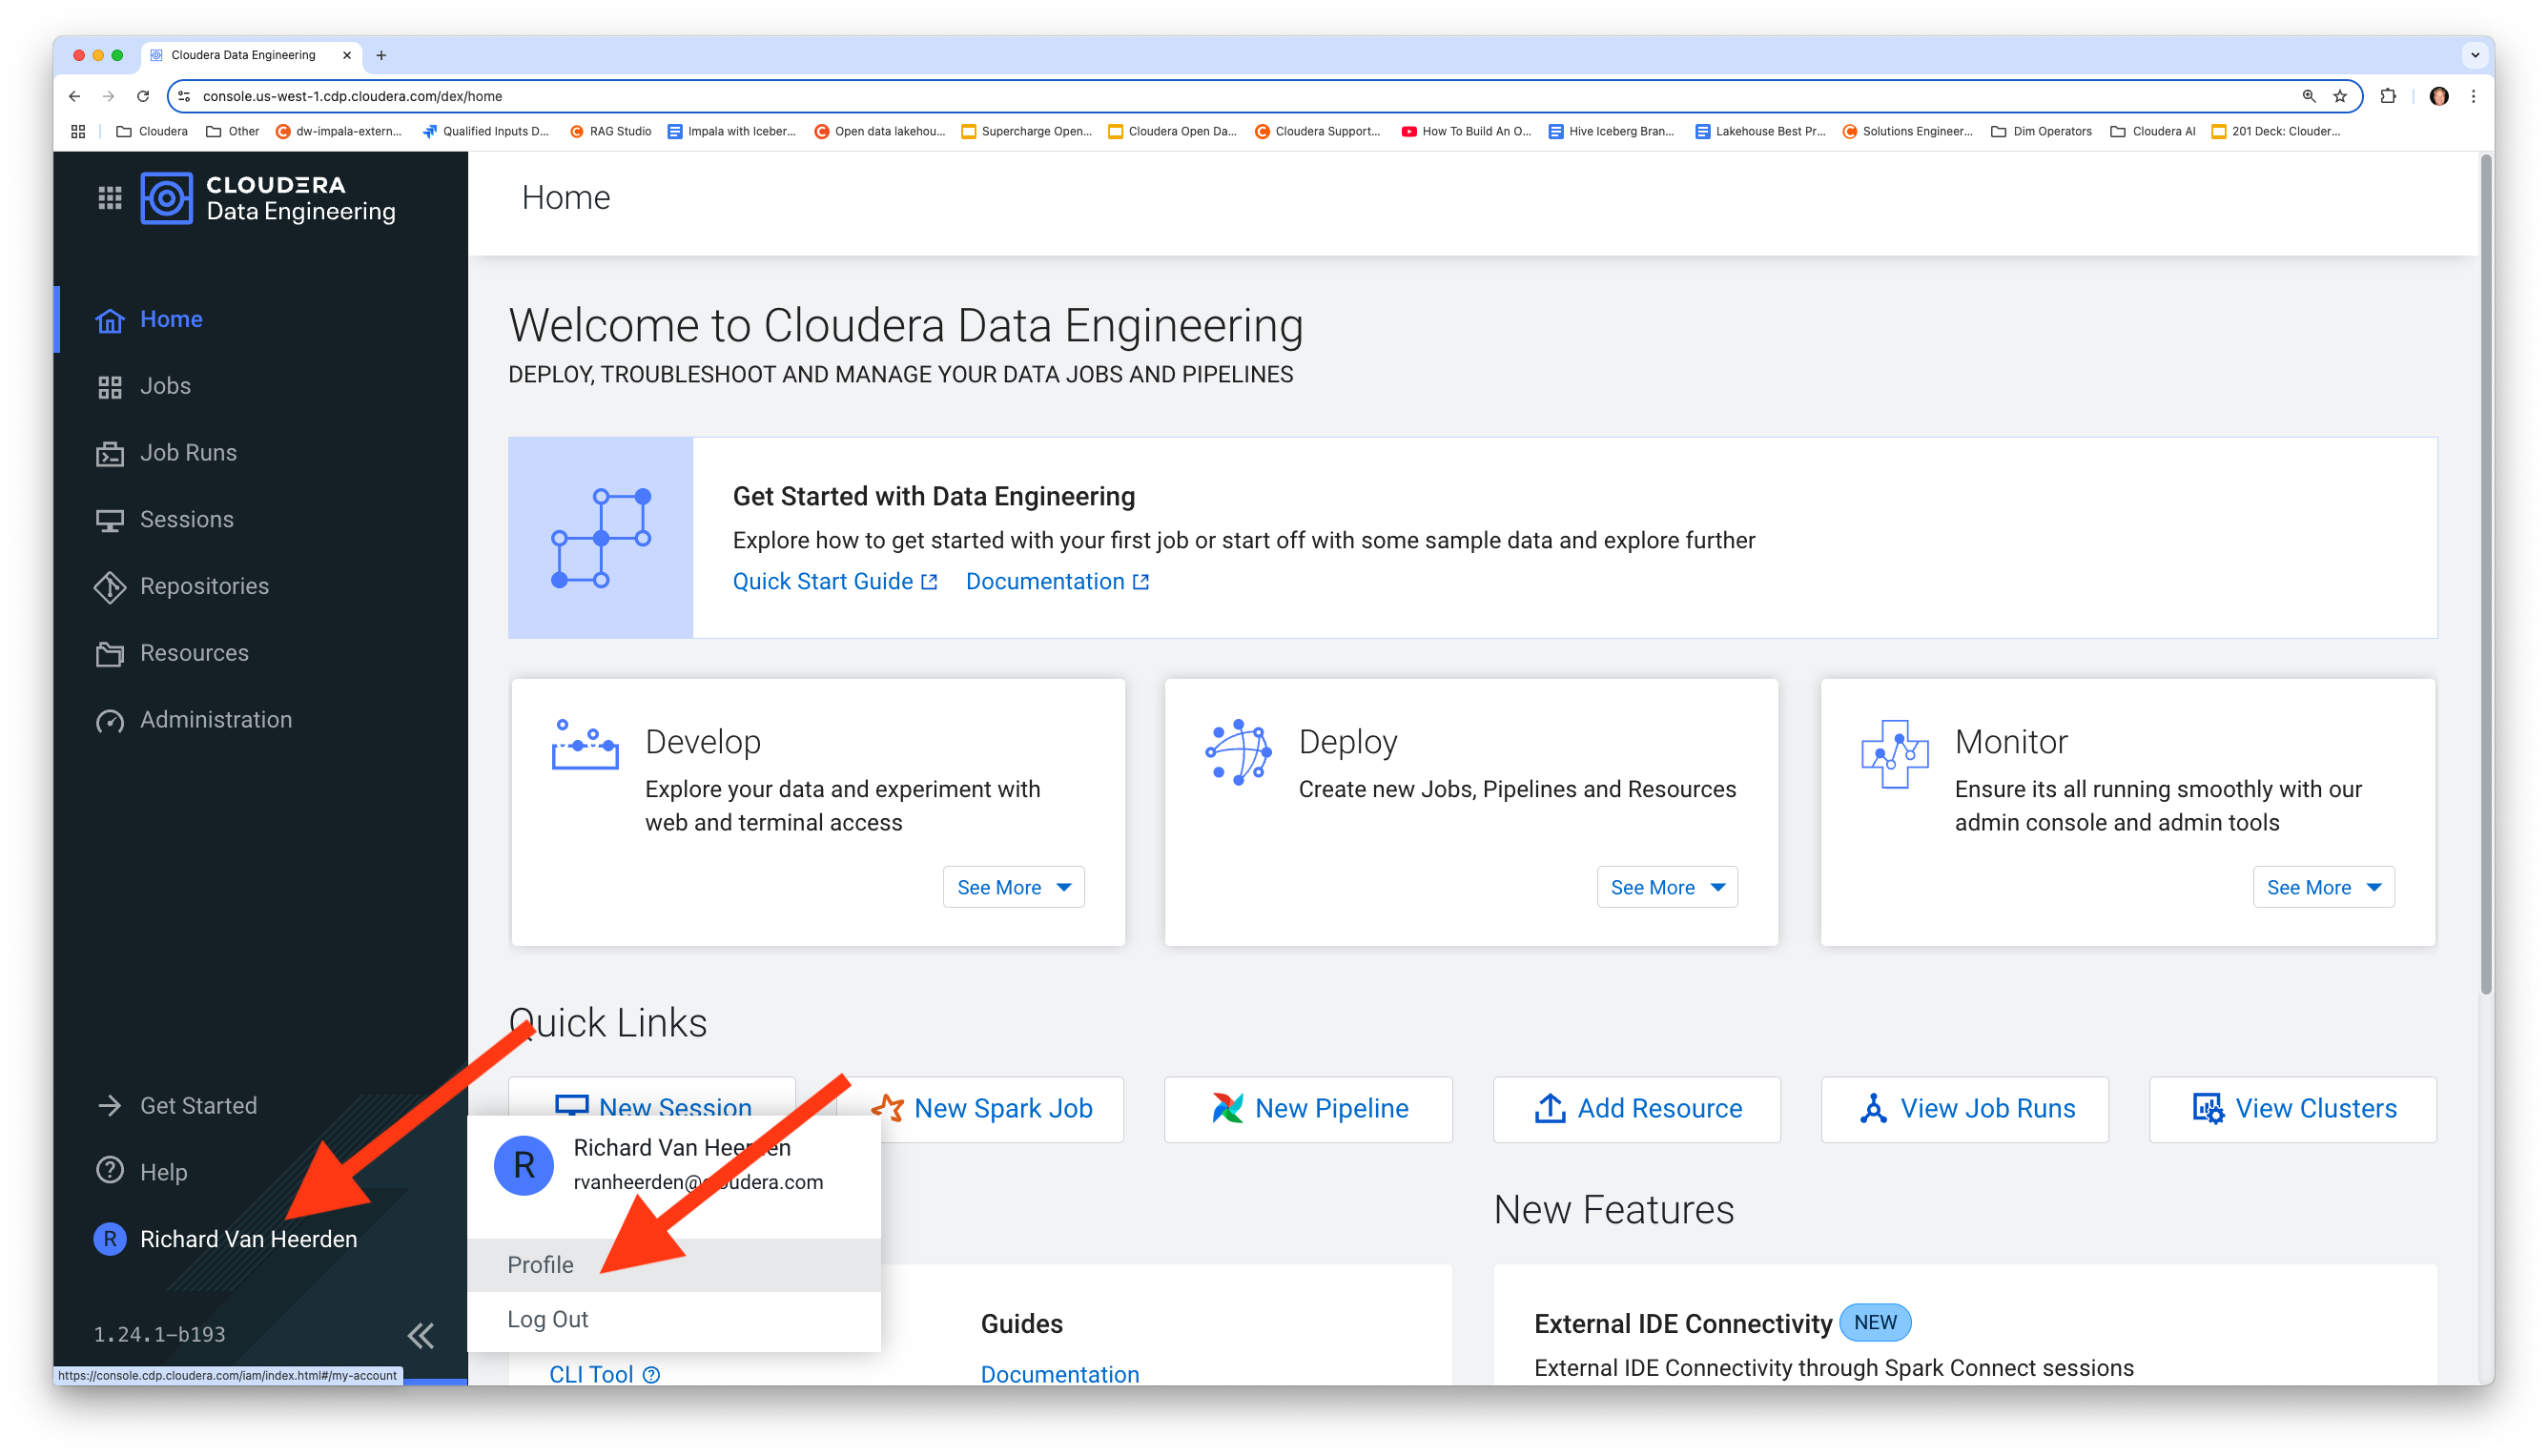 Cloudera Data Engineering
console.us-west-1.cdp.cloudera.com/dex/home
Cloudera
Other
dw-impala-extern...
Qualified Inputs D...
RAG Studio
Impala with Iceber...
Open data lakehou...
Supercharge Open...
Cloudera Open Da...
Cloudera Support...
How To Build An O...
Hive Iceberg Bran...
Lakehouse Best Pr...
Solutions Engineer...
Dim Operators
Cloudera AI
201 Deck: Clouder...
CLOUDERA
Data Engineering
Home
Jobs
Job Runs
Sessions
Repositories
Resources
Administration
Get Started
Help
R
Richard Van Heerden
1.24.1-b193
https://console.cdp.cloudera.com/iam/index.html#/my-account
Home
Welcome to Cloudera Data Engineering
DEPLOY, TROUBLESHOOT AND MANAGE YOUR DATA JOBS AND PIPELINES
Get Started with Data Engineering
Explore how to get started with your first job or start off with some sample data and explore further
Quick Start Guide
Documentation
Develop
Explore your data and experiment with
web and terminal access
See More
Deploy
Create new Jobs, Pipelines and Resources
See More
Monitor
Ensure its all running smoothly with our
admin console and admin tools
See More
Quick Links
New Session
New Spark Job
New Pipeline
Add Resource
View Job Runs
View Clusters
R
Richard Van Heerden
rvanheerden@cloudera.com
Profile
Log Out
CLI Tool
Guides
Documentation
New Features
External IDE Connectivity
NEW
External IDE Connectivity through Spark Connect sessions